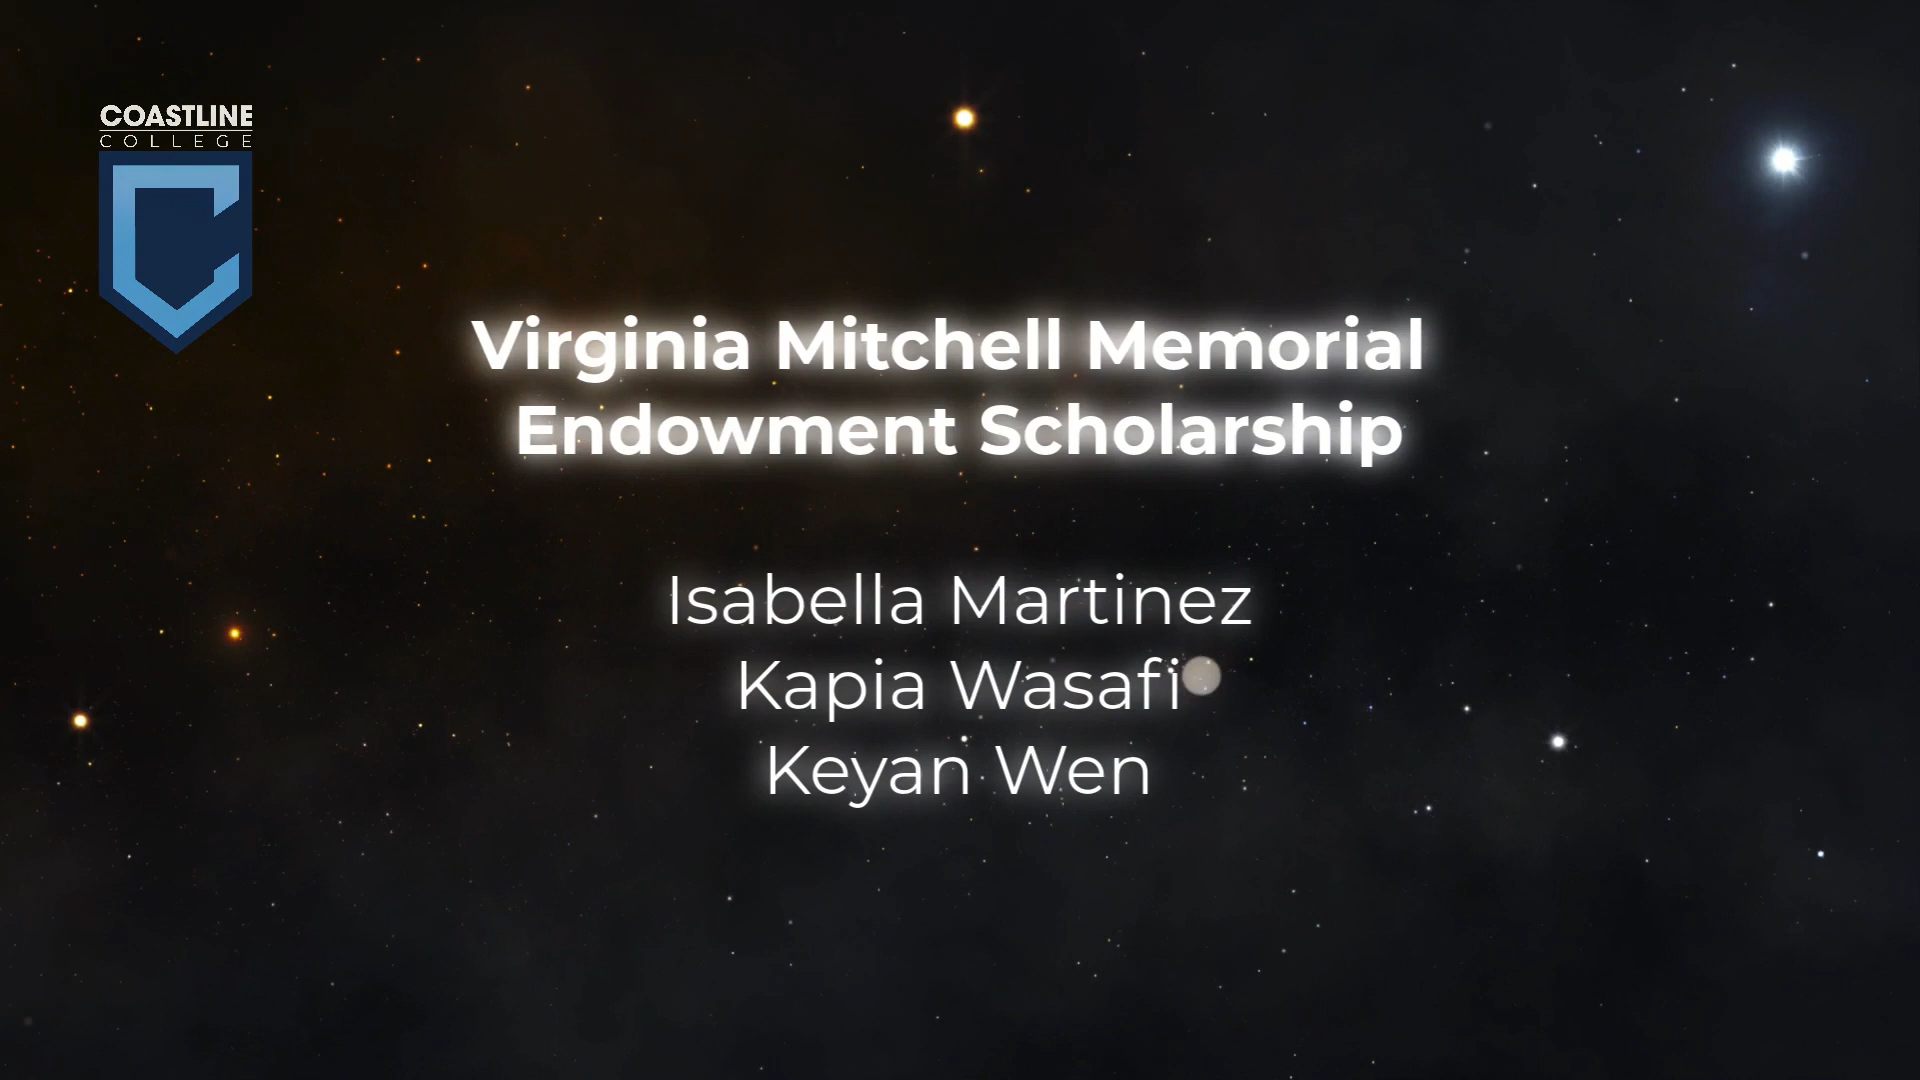 COASTLINE
COLLEGE
Virginia Mitchell Memorial
Endowment Scholarship
Isabella Martinez
Kapia Wasafi
Keyan Wen